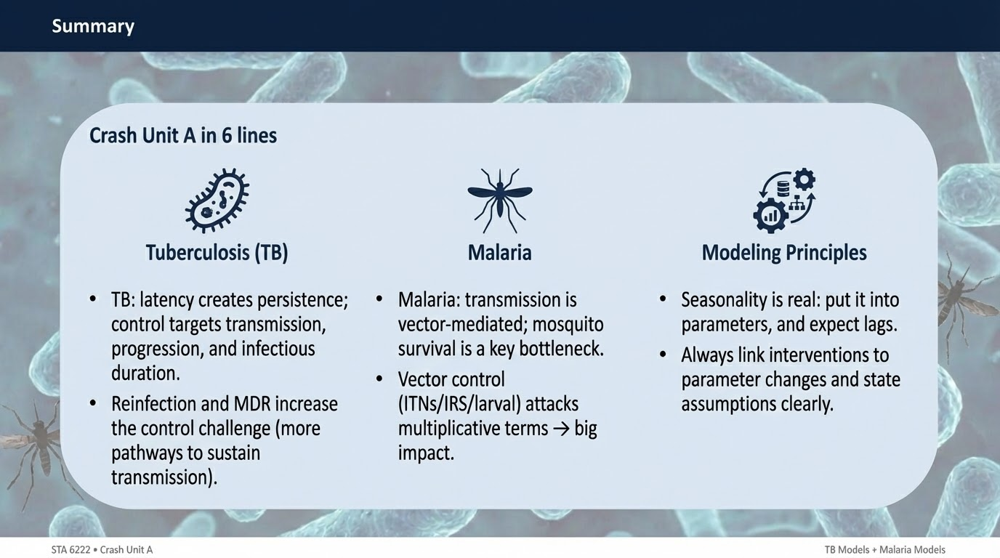 Summary
Crash Unit A in 6 lines
Tuberculosis (TB)
• TB: latency creates persistence;
control targets transmission,
progression, and infectious
duration.
• Reinfection and MDR increase
the control challenge (more
pathways to sustain
transmission).
Malaria
• Malaria: transmission is
vector-mediated; mosquito
survival is a key bottleneck.
• Vector control
(ITNs/IRS/larval) attacks
multiplicative terms → big
impact.
Modeling Principles
• Seasonality is real: put it into
parameters, and expect lags.
• Always link interventions to
parameter changes and state
assumptions clearly.
STA 6222 • Crash Unit A
TB Models + Malaria Models